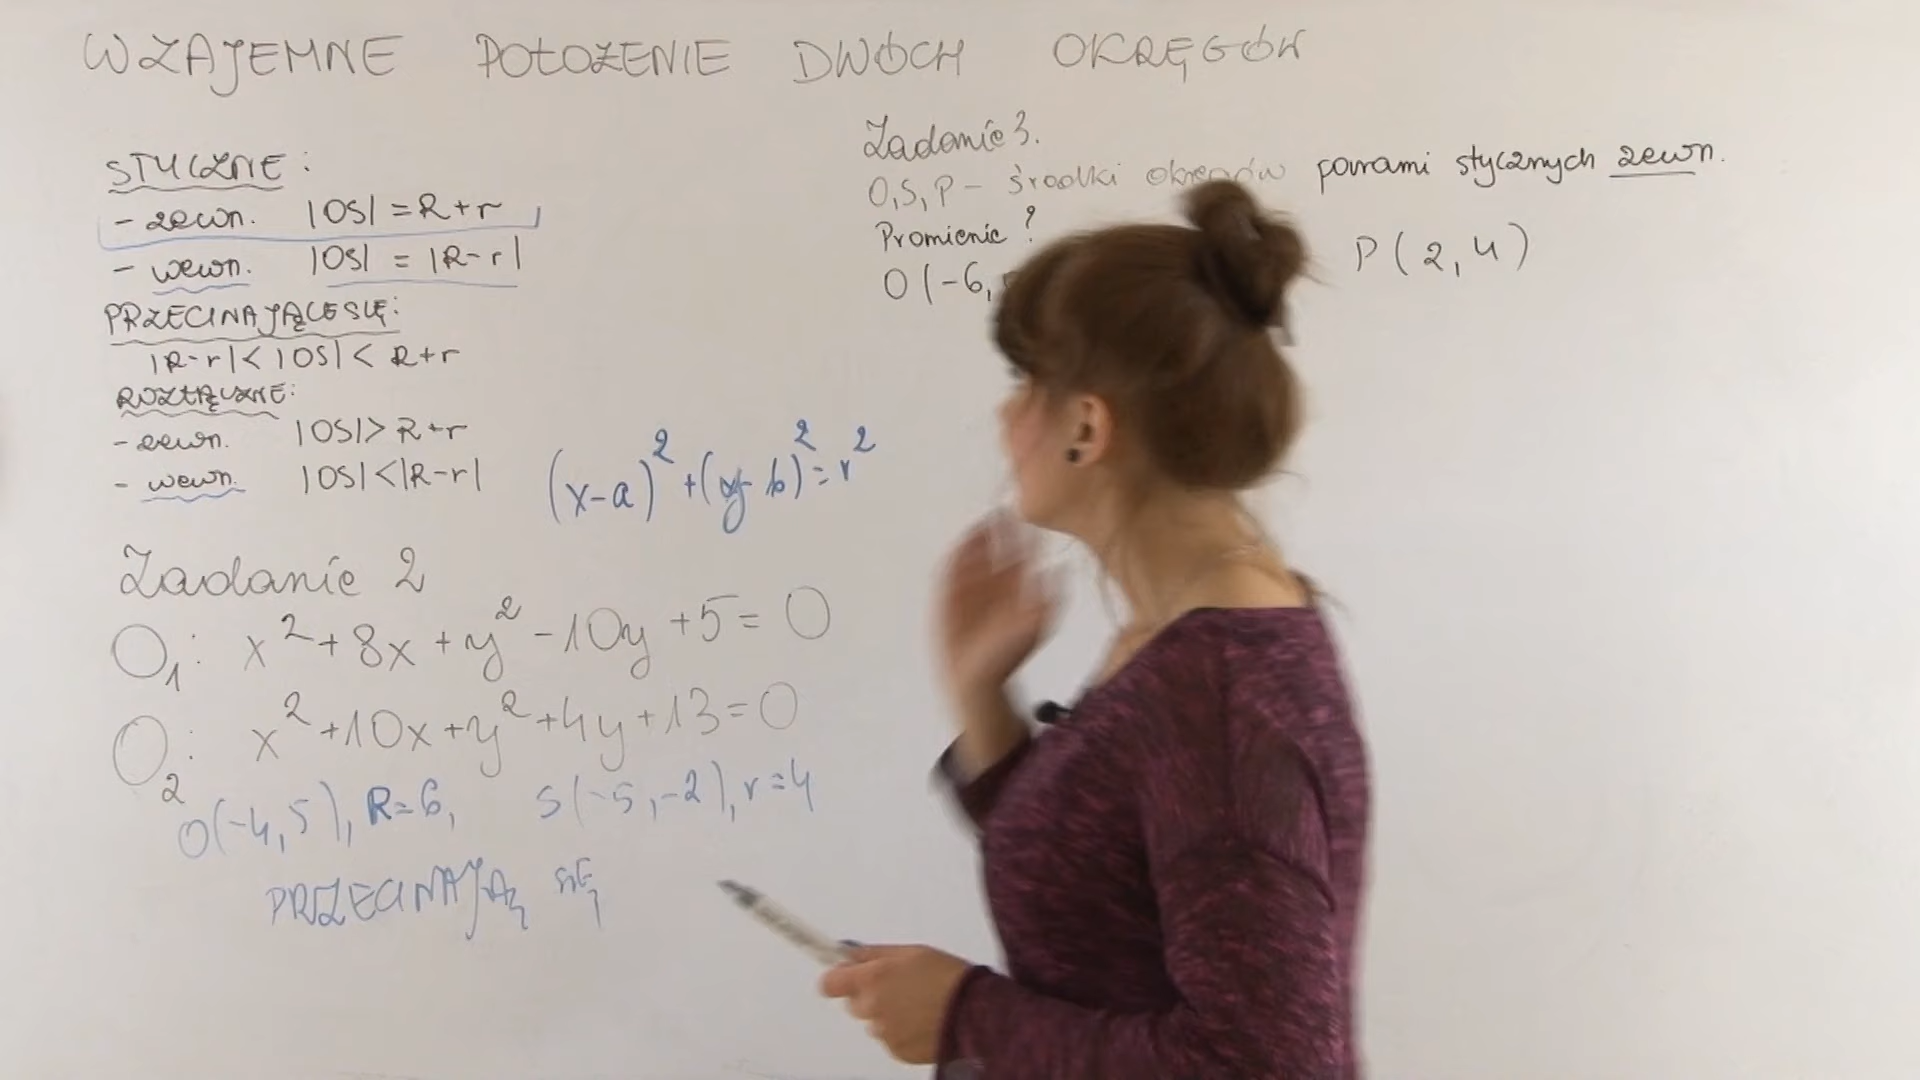 WZAJEMNE POŁOŻENIE DWÓCH OKRĘGÓW
STYCZNE:
- zewn. |OS| = R+r
- wewn. |OS| = |R-r|
PRZECINAJĄCE SIĘ:
|R-r| < |OS| < R+r
ROZŁĄCZNE:
- zewn. |OS| > R+r
- wewn. |OS| < |R-r|
(x-a)² + (y-b)² = r²
Zadanie 2
O₁: x² + 8x + y² - 10y + 5 = 0
O₂: x² + 10x + y² + 4y + 13 = 0
O(-4, 5), R=6, S(-5, -2), r=4
PRZECINAJĄ SIĘ
Zadanie 3.
O, S, P - środki okręgów parami stycznych zewn.
Promienie ?
O(-6, P(2, 4)